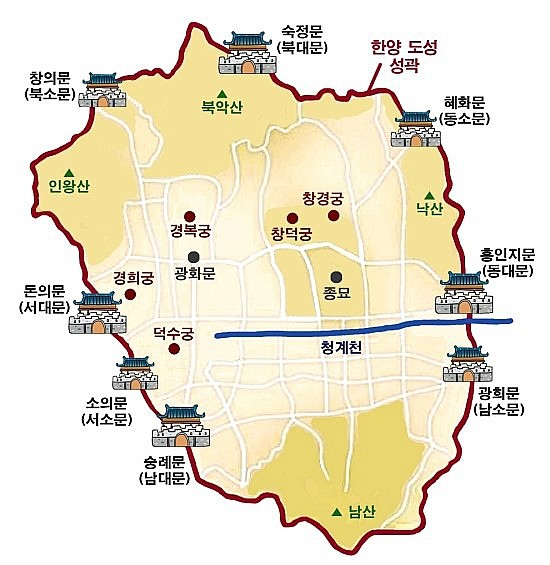 숙정문
(북대문)
한양 도성
성곽
창의문
(북소문)
북악산
혜화문
(동소문)
인왕산
낙산
경복궁
창덕궁
창경궁
흥인지문
(동대문)
광화문
경희궁
종묘
돈의문
(서대문)
덕수궁
청계천
소의문
(서소문)
광희문
(남소문)
숭례문
(남대문)
남산